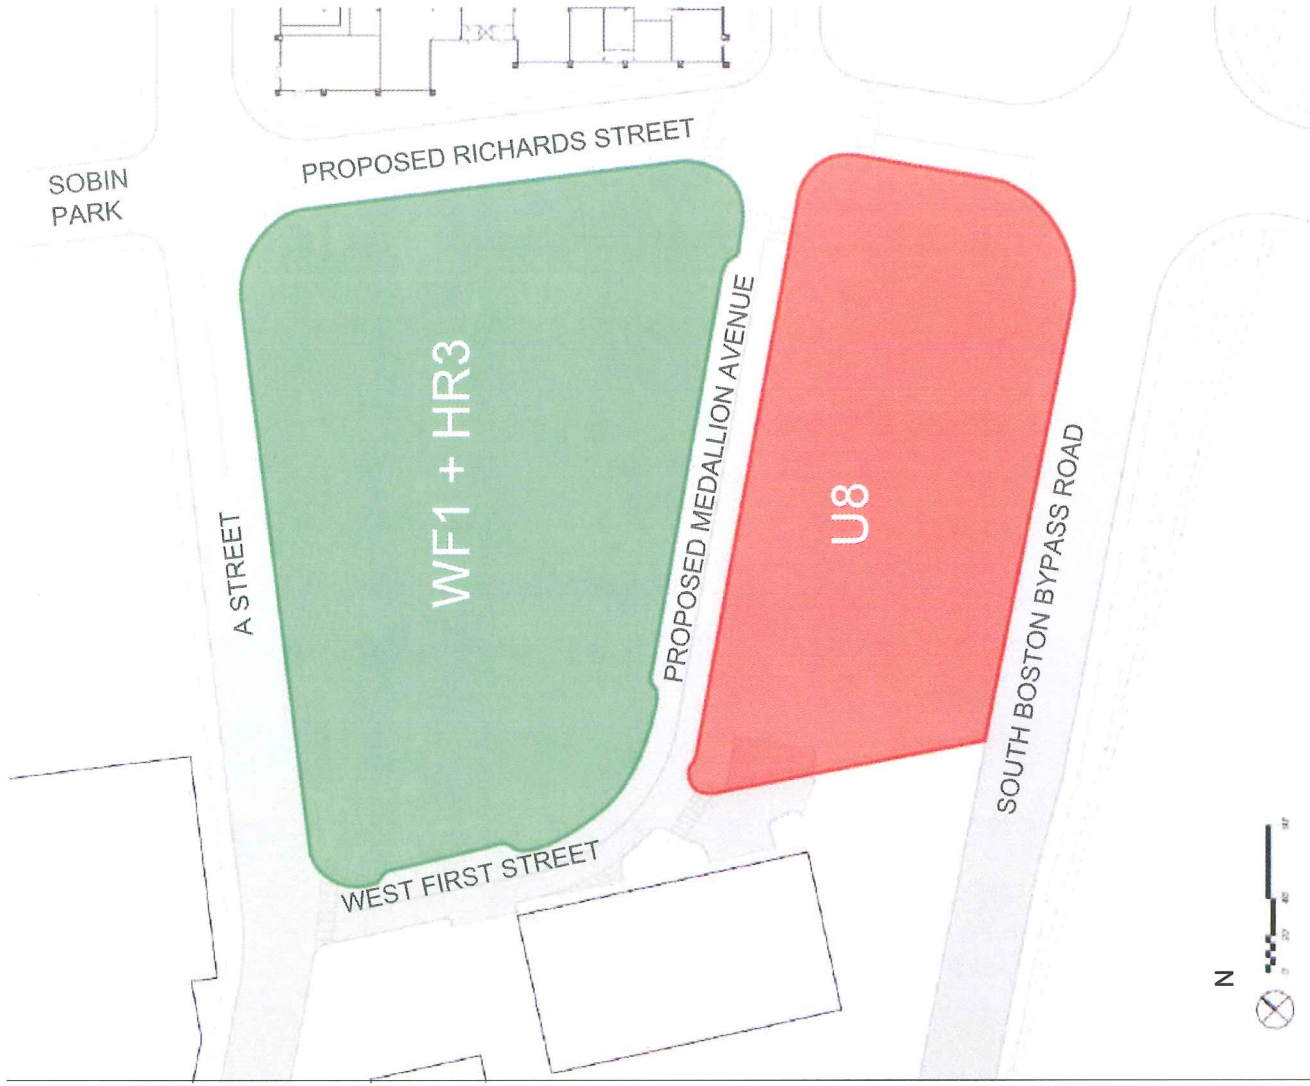 PROPOSED RICHARDS STREET
SOBIN
PARK
WF1 + HR3
PROPOSED MEDALLION AVENUE
U8
A STREET
SOUTH BOSTON BYPASS ROAD
WEST FIRST STREET
N